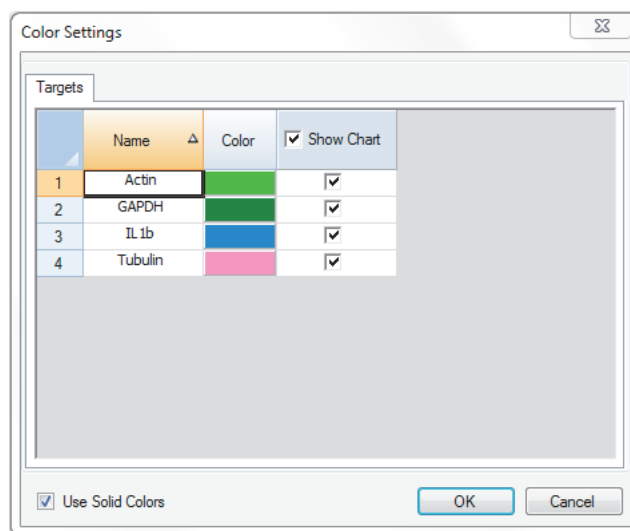 Color Settings
Targets
Name Color Show Chart
1 Actin
2 GAPDH
3 IL1b
4 Tubulin
Use Solid Colors OK Cancel